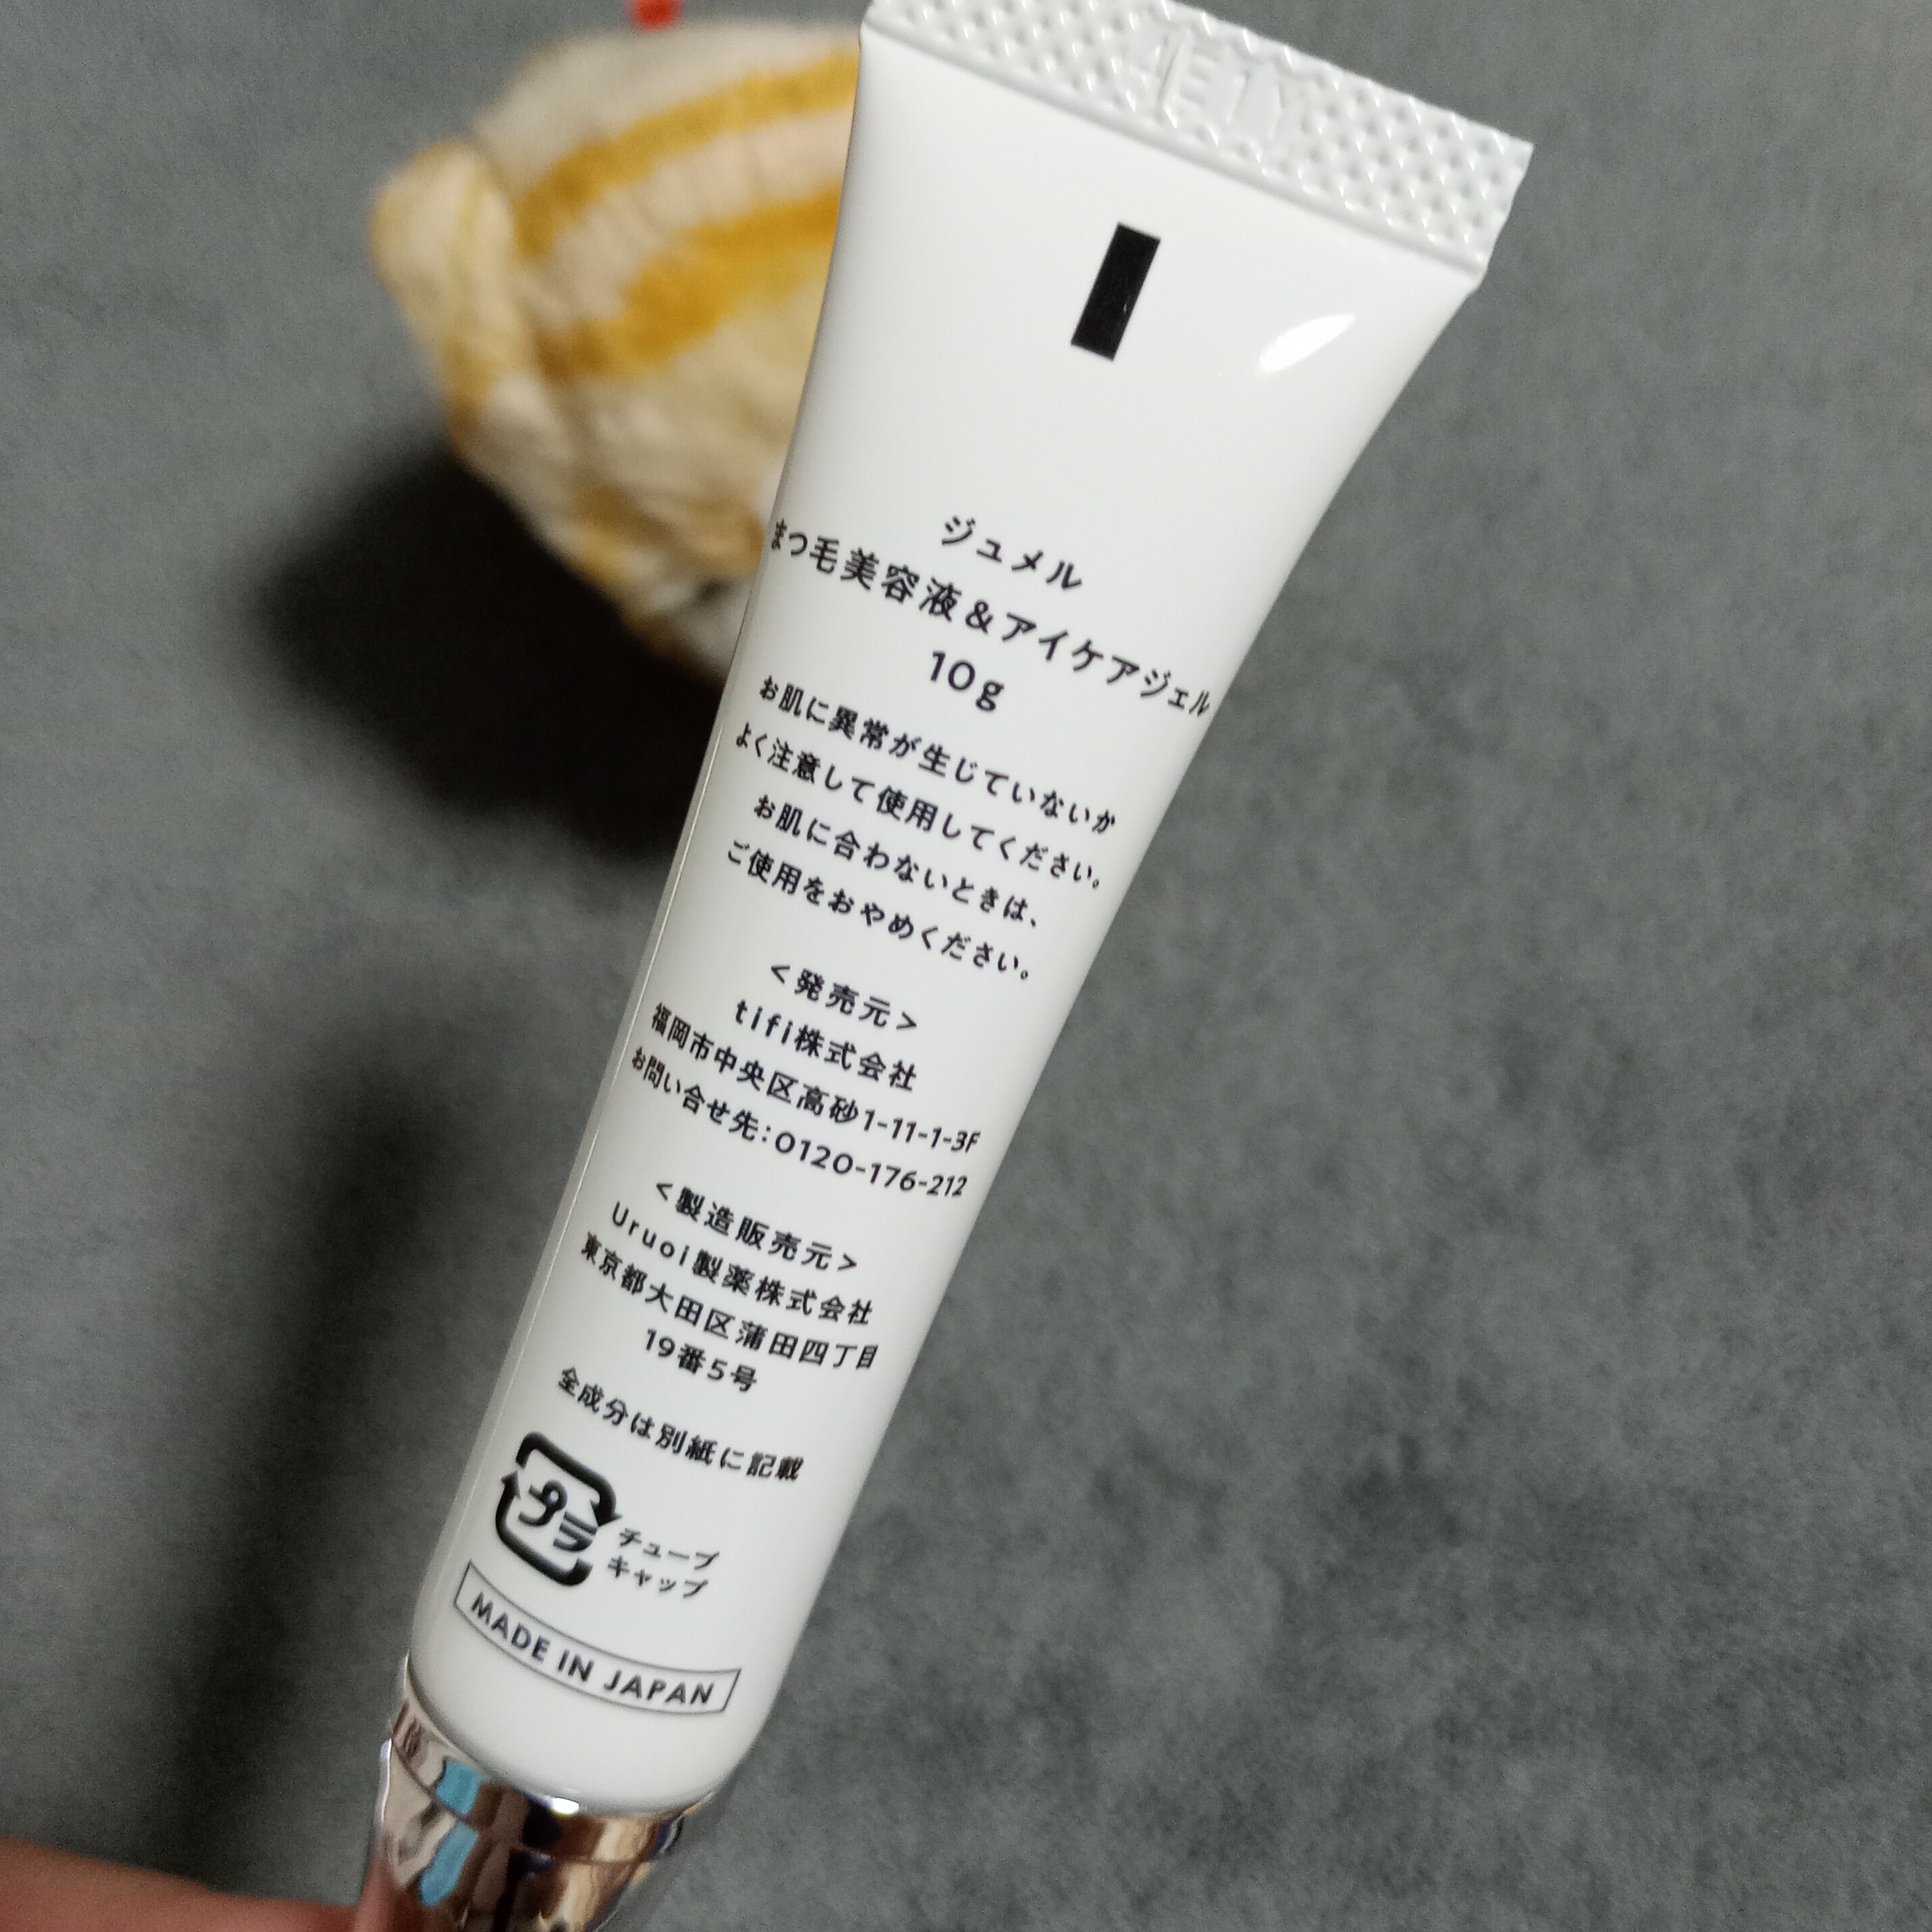 ジュメル
まつ毛美容液&アイケアジェル
10g
お肌に異常が生じていないか
よく注意して使用してください。
お肌に合わないときは、
ご使用をおやめください。
<発売元>
tifi株式会社
福岡市中央区高砂1-11-1-3F
お問い合せ先:0120-176-212
<製造販売元>
Uruoi製薬株式会社
東京都大田区蒲田四丁目
19番5号
全成分は別紙に記載
プラ
チューブ
キャップ
MADE IN JAPAN